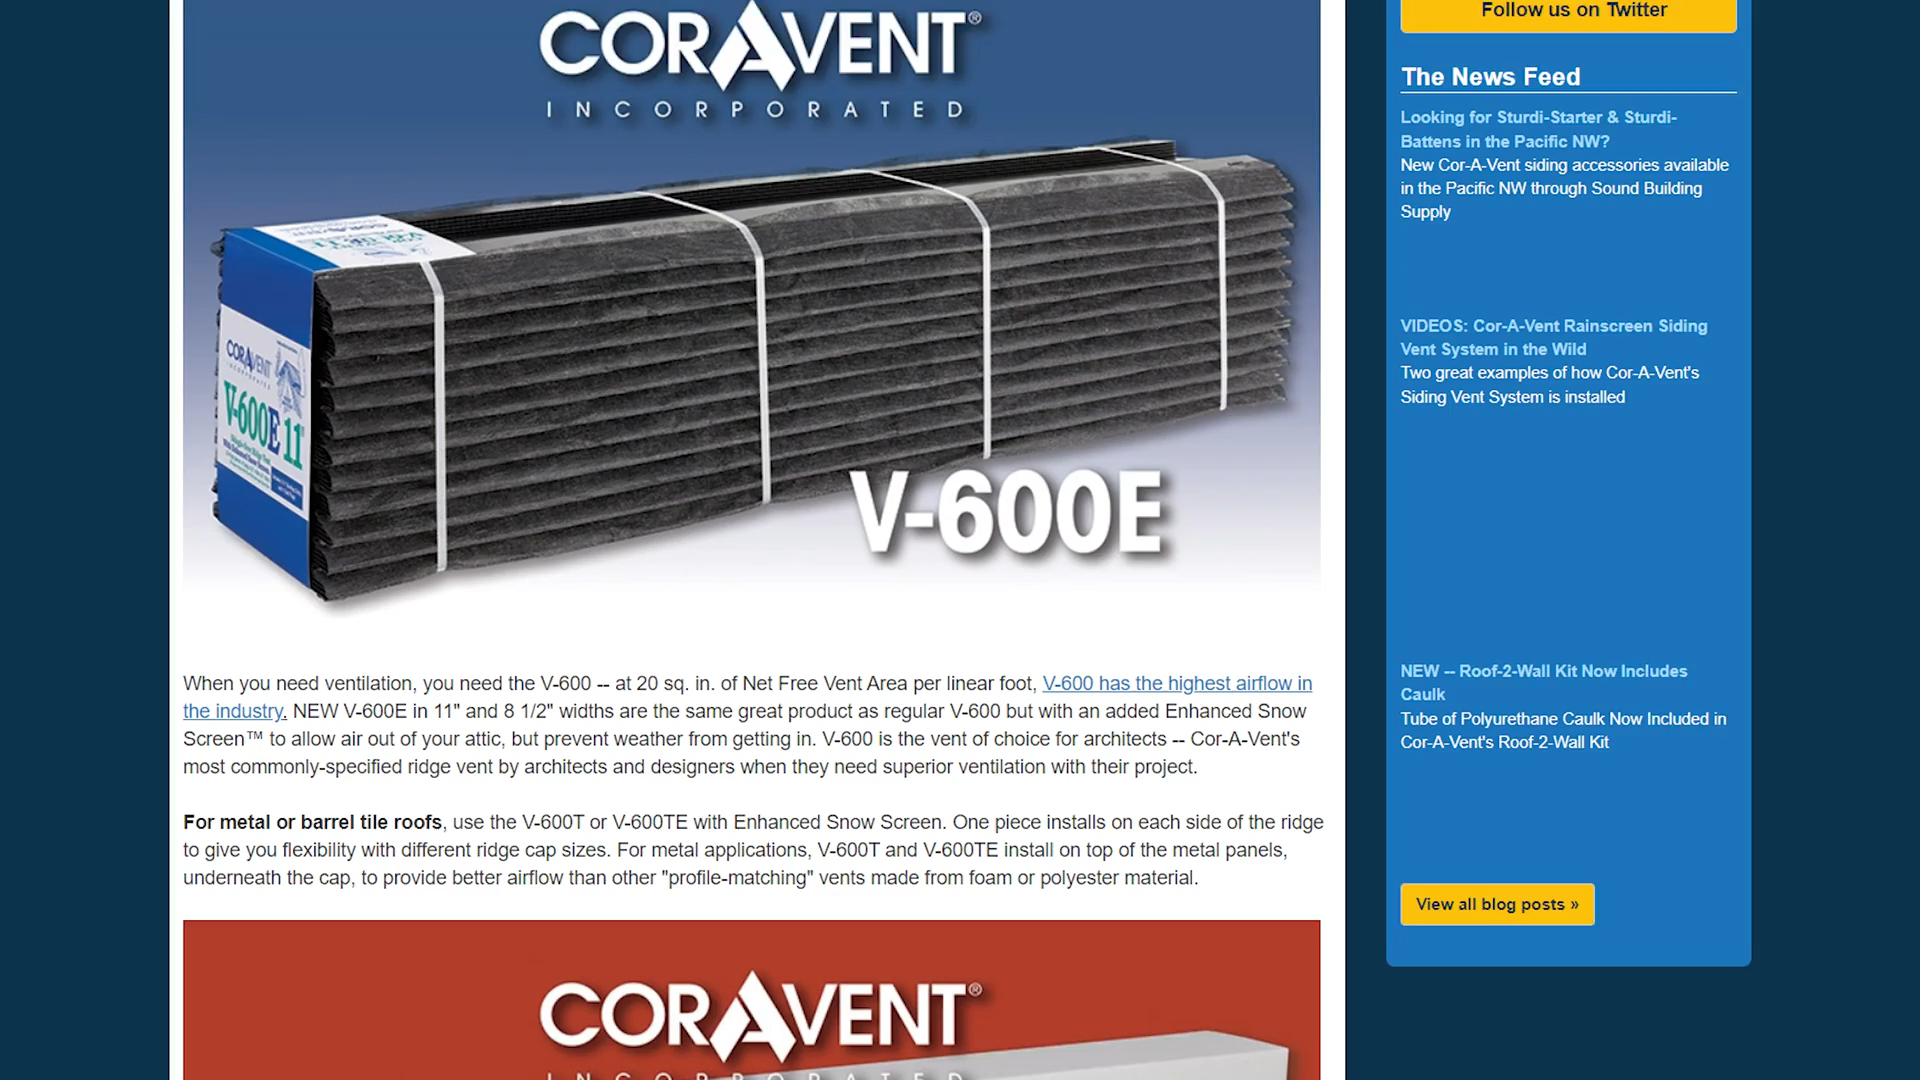 CORAVENT®
INCORPORATED
CORAVENT
V-600E 11
V-600E
When you need ventilation, you need the V-600 -- at 20 sq. in. of Net Free Vent Area per linear foot, V-600 has the highest airflow in
the industry. NEW V-600E in 11" and 8 1/2" widths are the same great product as regular V-600 but with an added Enhanced Snow
Screen™ to allow air out of your attic, but prevent weather from getting in. V-600 is the vent of choice for architects -- Cor-A-Vent's
most commonly-specified ridge vent by architects and designers when they need superior ventilation with their project.
For metal or barrel tile roofs, use the V-600T or V-600TE with Enhanced Snow Screen. One piece installs on each side of the ridge
to give you flexibility with different ridge cap sizes. For metal applications, V-600T and V-600TE install on top of the metal panels,
underneath the cap, to provide better airflow than other "profile-matching" vents made from foam or polyester material.
CORAVENT®
INCORPORATED
Follow us on Twitter
The News Feed
Looking for Sturdi-Starter & Sturdi-
Battens in the Pacific NW?
New Cor-A-Vent siding accessories available
in the Pacific NW through Sound Building
Supply
VIDEOS: Cor-A-Vent Rainscreen Siding
Vent System in the Wild
Two great examples of how Cor-A-Vent's
Siding Vent System is installed
NEW -- Roof-2-Wall Kit Now Includes
Caulk
Tube of Polyurethane Caulk Now Included in
Cor-A-Vent's Roof-2-Wall Kit
View all blog posts »